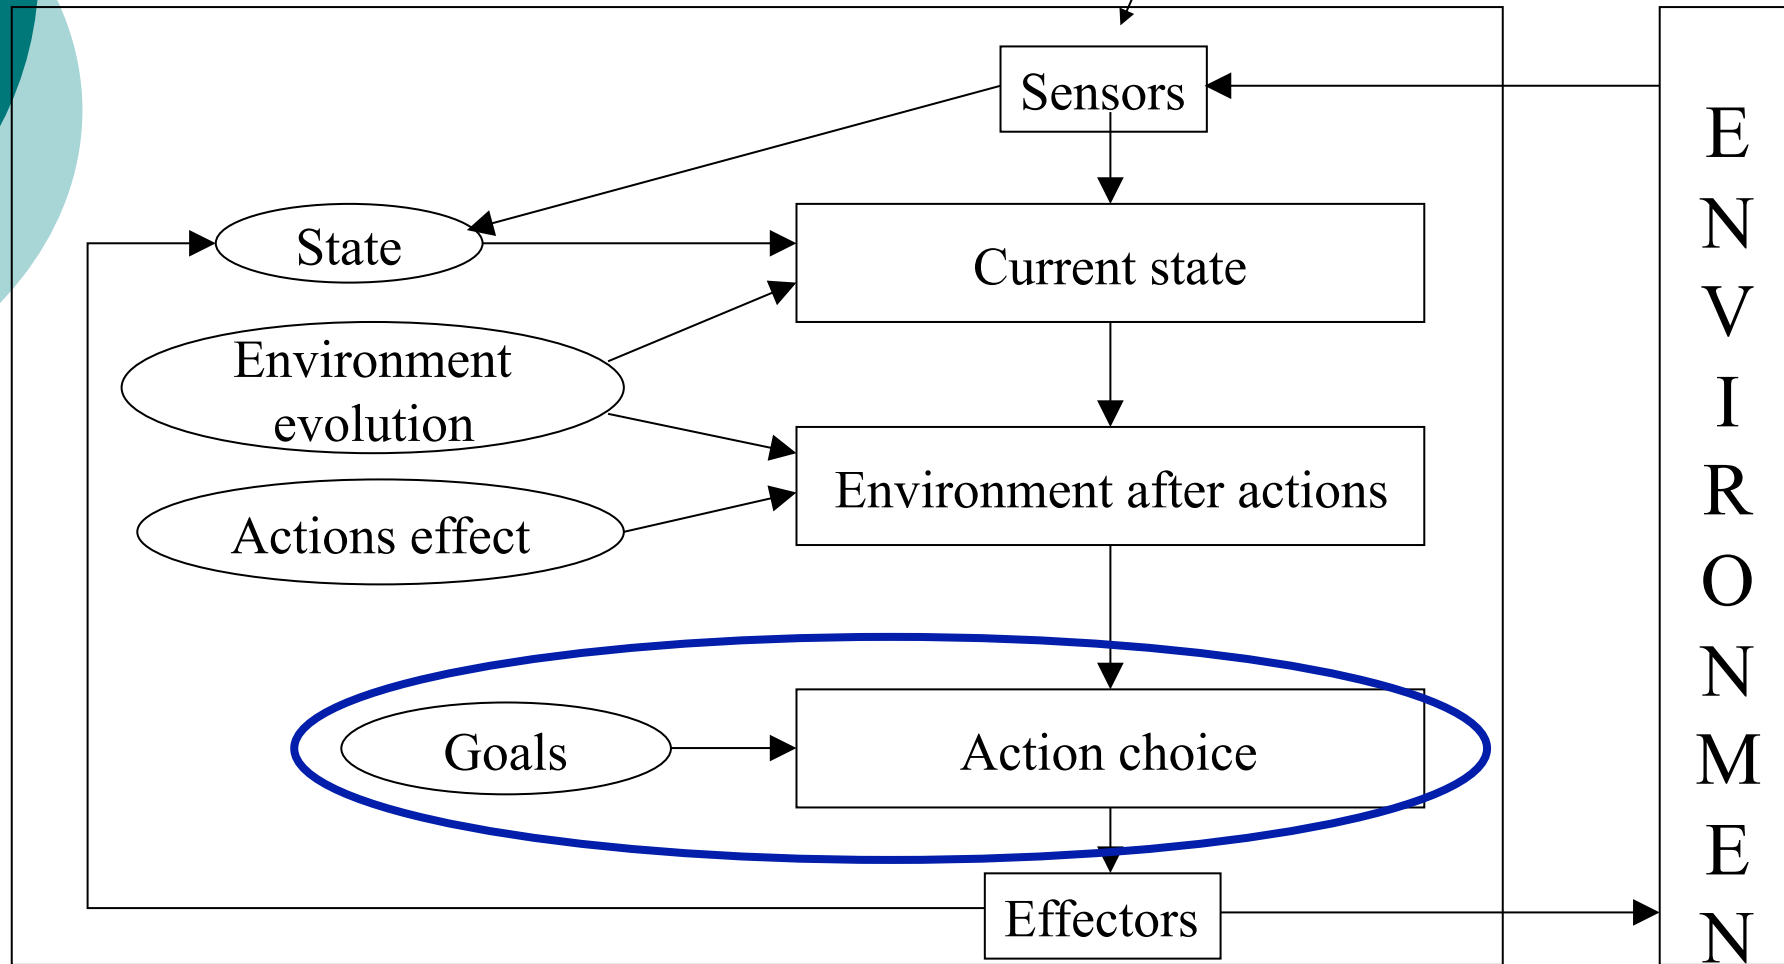 Sensors
State
Current state
Environment
evolution
Environment after actions
Actions effect
Goals
Action choice
Effectors
E
N
V
I
R
O
N
M
E
N